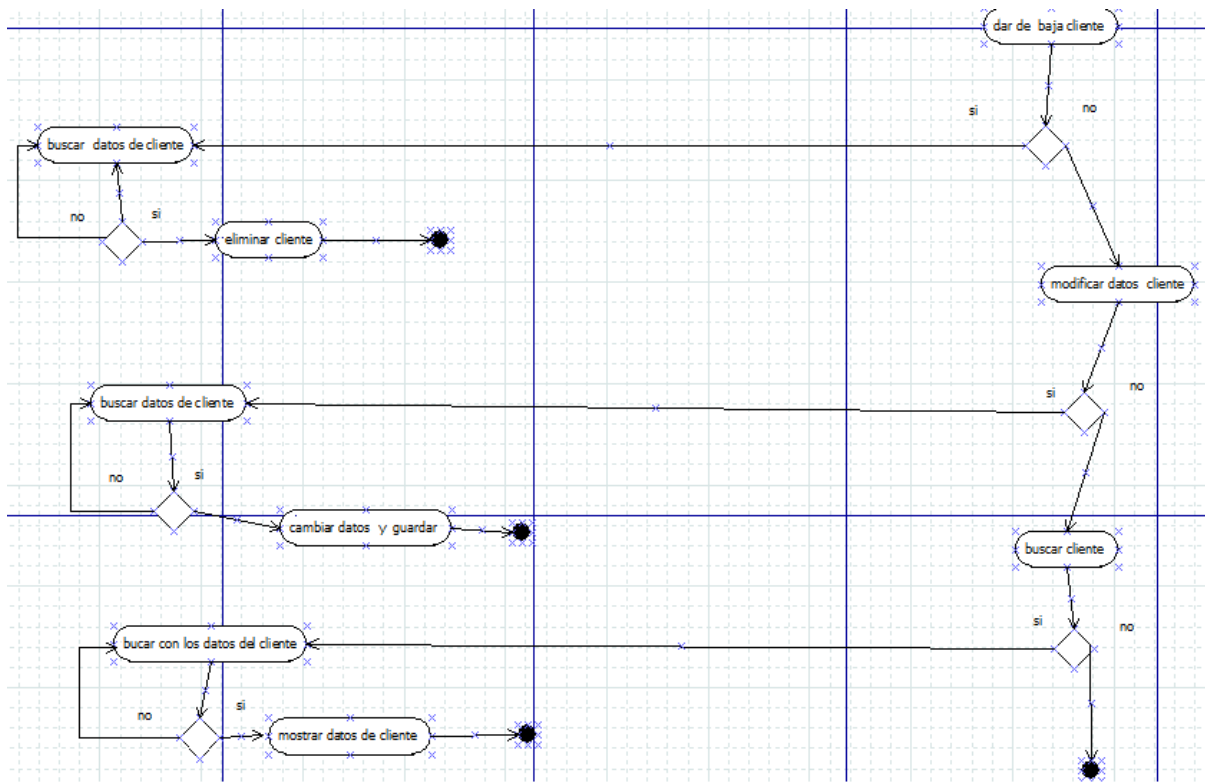 dar de baja cliente
si
no
buscar datos de cliente
no
si
eliminar cliente
modificar datos cliente
si
no
buscar datos de cliente
no
si
cambiar datos y guardar
buscar cliente
si
no
bucar con los datos del cliente
no
si
mostrar datos de cliente